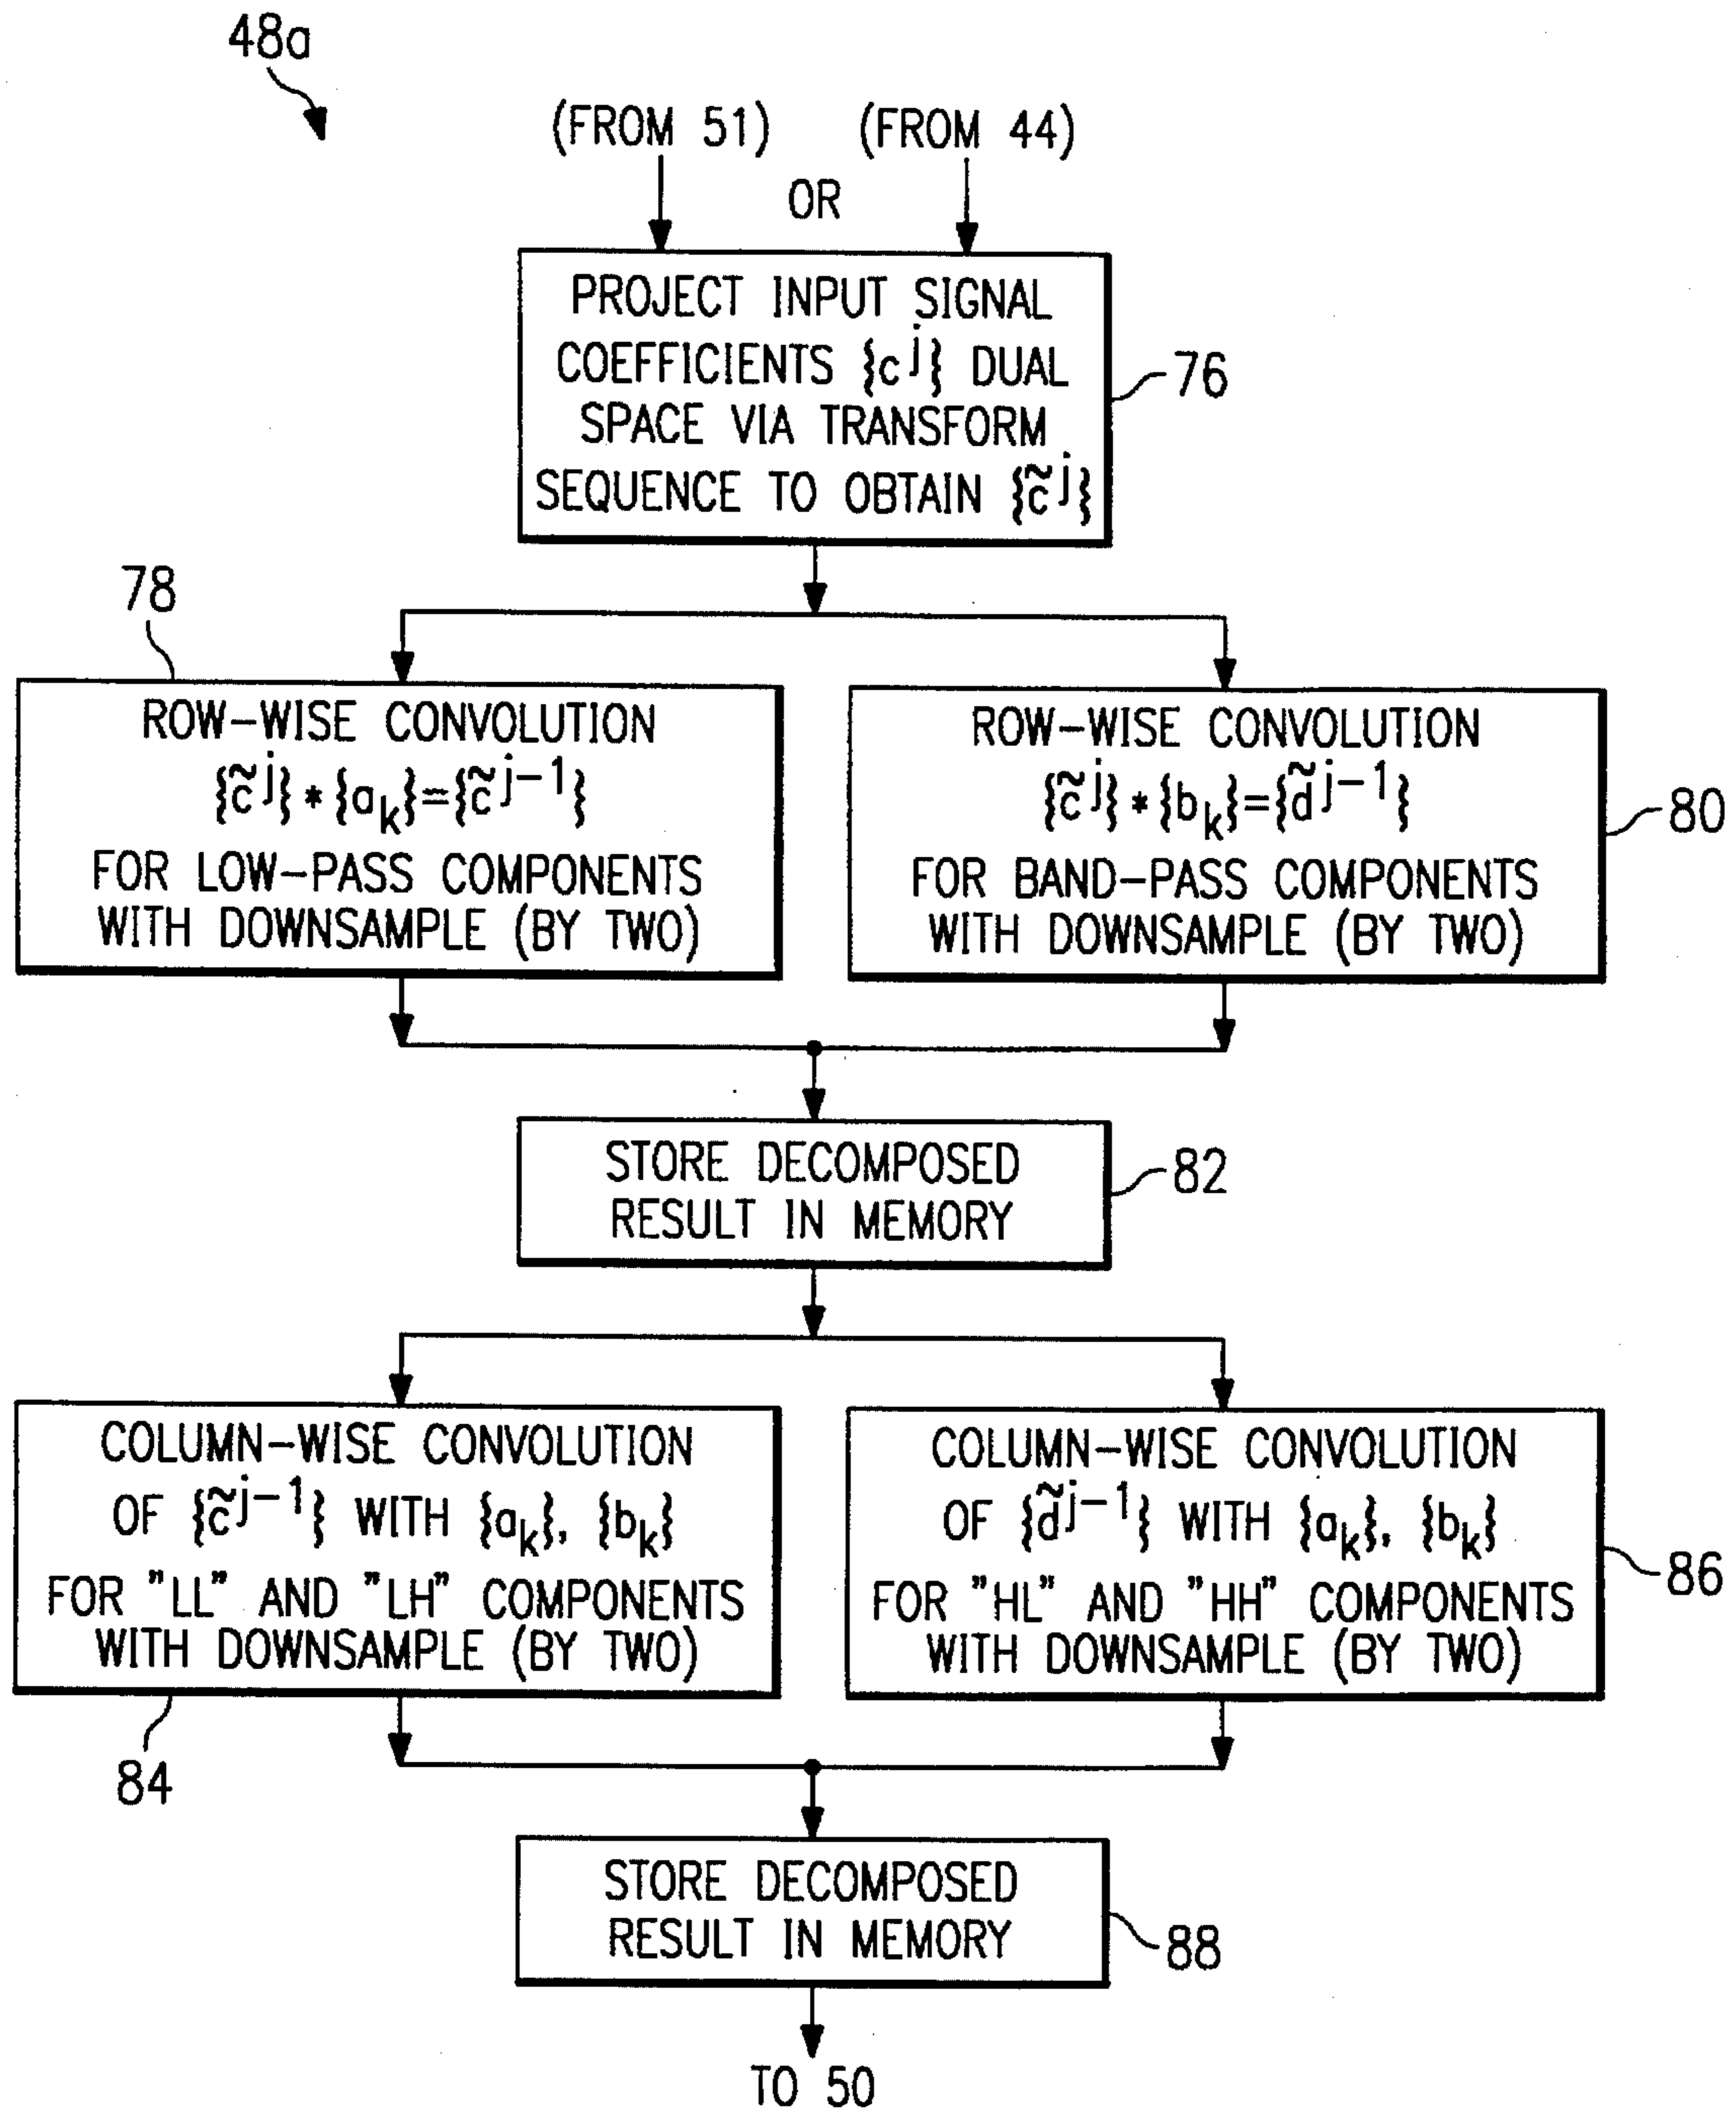 48a
(FROM 51) (FROM 44)
OR
PROJECT INPUT SIGNAL
COEFFICIENTS {c^j} DUAL
SPACE VIA TRANSFORM
SEQUENCE TO OBTAIN {c̃^j}
76
78
ROW-WISE CONVOLUTION
{c̃^j} * {a_k}={c̃^j-1}
FOR LOW-PASS COMPONENTS
WITH DOWNSAMPLE (BY TWO)
ROW-WISE CONVOLUTION
{c̃^j} * {b_k}={d̃^j-1}
FOR BAND-PASS COMPONENTS
WITH DOWNSAMPLE (BY TWO)
80
STORE DECOMPOSED
RESULT IN MEMORY
82
COLUMN-WISE CONVOLUTION
OF {c̃^j-1} WITH {a_k}, {b_k}
FOR "LL" AND "LH" COMPONENTS
WITH DOWNSAMPLE (BY TWO)
84
COLUMN-WISE CONVOLUTION
OF {d̃^j-1} WITH {a_k}, {b_k}
FOR "HL" AND "HH" COMPONENTS
WITH DOWNSAMPLE (BY TWO)
86
STORE DECOMPOSED
RESULT IN MEMORY
88
TO 50